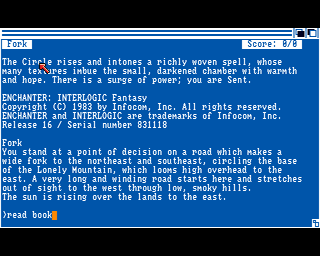 Fork Score: 0/0
The Circle rises and intones a richly woven spell, whose
many textures imbue the small, darkened chamber with warmth
and hope. There is a surge of power; you are Sent.
ENCHANTER: INTERLOGIC Fantasy
Copyright (C) 1983 by Infocom, Inc. All rights reserved.
ENCHANTER and INTERLOGIC are trademarks of Infocom, Inc.
Release 16 / Serial number 831118
Fork
You stand at a point of decision on a road which makes a
wide fork to the northeast and southeast, circling the base
of the Lonely Mountain, which looms high overhead to the
east. A very long and winding road starts here and stretches
out of sight to the west through low, smoky hills.
The sun is rising over the lands to the east.
>read book